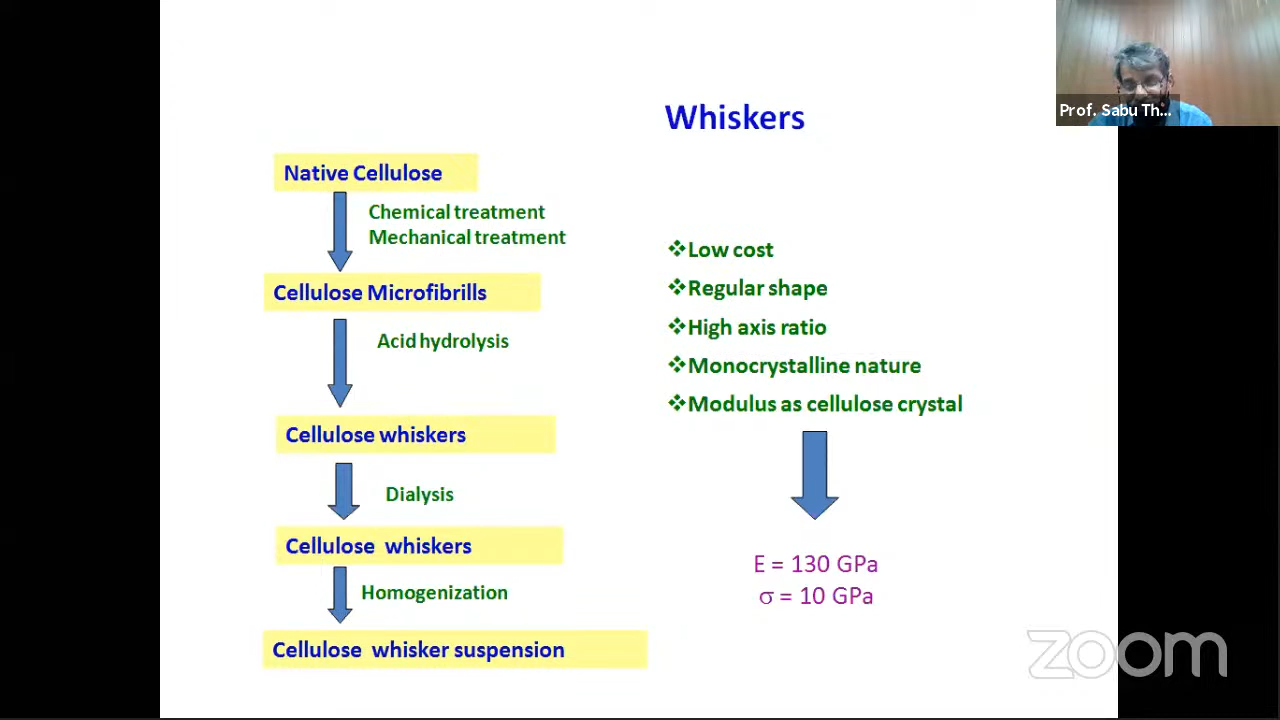 Prof. Sabu Th...
Whiskers
Native Cellulose
Chemical treatment
Mechanical treatment
Cellulose Microfibrills
Acid hydrolysis
Cellulose whiskers
Dialysis
Cellulose whiskers
Homogenization
Cellulose whisker suspension
❖Low cost
❖Regular shape
❖High axis ratio
❖Monocrystalline nature
❖Modulus as cellulose crystal
E = 130 GPa
σ = 10 GPa
zoom